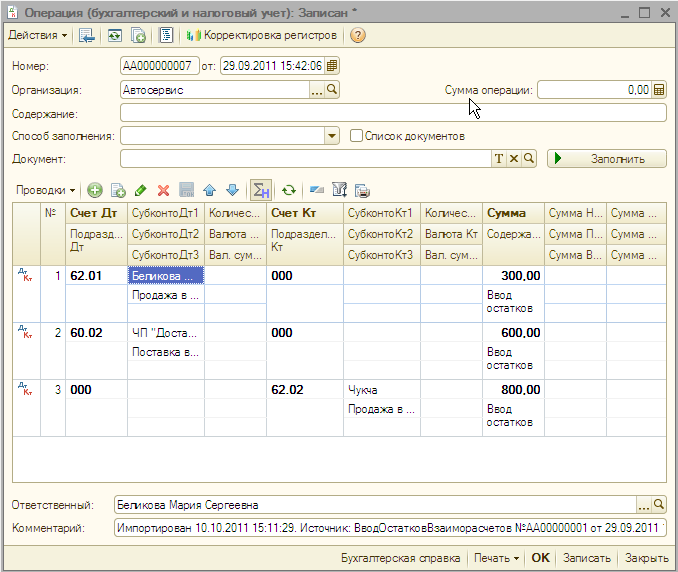 Операция (бухгалтерский и налоговый учет): Записан *
Действия Корректировка регистров ?
Номер: АА000000007 от: 29.09.2011 15:42:06
Организация: Автосервис ... Сумма операции: 0,00
Содержание:
Способ заполнения: Список документов
Документ: T Заполнить
Проводки
№ Счет Дт СубконтоДт1 Количес... Счет Кт СубконтоКт1 Количес... Сумма Сумма Н... Сумма ...
Подразд... Дт СубконтоДт2 Валюта ... Подраздел... Кт СубконтоКт2 Валюта Кт Содержа... Сумма П... Сумма ...
СубконтоДт3 Вал. сум... СубконтоКт3 Вал. сум... Сумма В... Сумма ...
Дт Кт 1 62.01 Беликова ... 000 300,00
Продажа в ... Ввод остатков
Дт Кт 2 60.02 ЧП "Доста... 000 600,00
Поставка в... Ввод остатков
Дт Кт 3 000 62.02 Чукча 800,00
Продажа в ... Ввод остатков
Ответственный: Беликова Мария Сергеевна ...
Комментарий: Импортирован 10.10.2011 15:11:29. Источник: ВводОстатковВзаиморасчетов №АА00000001 от 29.09.2011
Бухгалтерская справка Печать OK Записать Закрыть